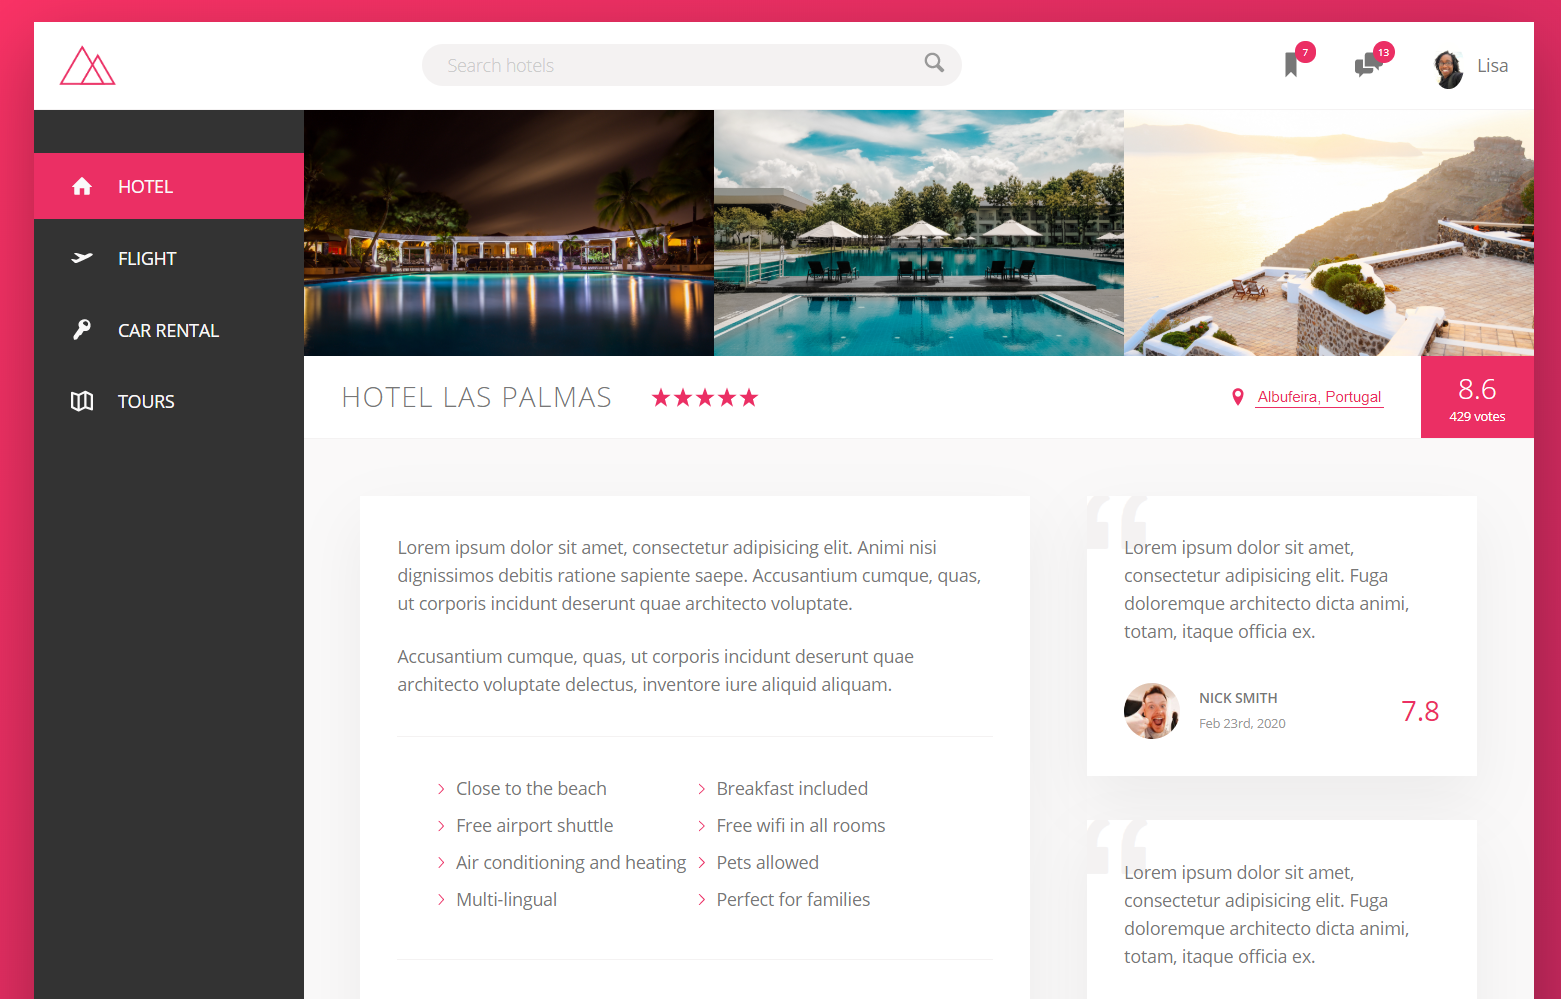 Search hotels
7
13
Lisa
HOTEL
FLIGHT
CAR RENTAL
TOURS
HOTEL LAS PALMAS
Albufeira, Portugal
8.6
429 votes
Lorem ipsum dolor sit amet, consectetur adipisicing elit. Animi nisi
dignissimos debitis ratione sapiente saepe. Accusantium cumque, quas,
ut corporis incidunt deserunt quae architecto voluptate.
Accusantium cumque, quas, ut corporis incidunt deserunt quae
architecto voluptate delectus, inventore iure aliquid aliquam.
Close to the beach
Breakfast included
Free airport shuttle
Free wifi in all rooms
Air conditioning and heating
Pets allowed
Multi-lingual
Perfect for families
“
Lorem ipsum dolor sit amet,
consectetur adipisicing elit. Fuga
doloremque architecto dicta animi,
totam, itaque officia ex.
NICK SMITH
Feb 23rd, 2020
7.8
“
Lorem ipsum dolor sit amet,
consectetur adipisicing elit. Fuga
doloremque architecto dicta animi,
totam, itaque officia ex.